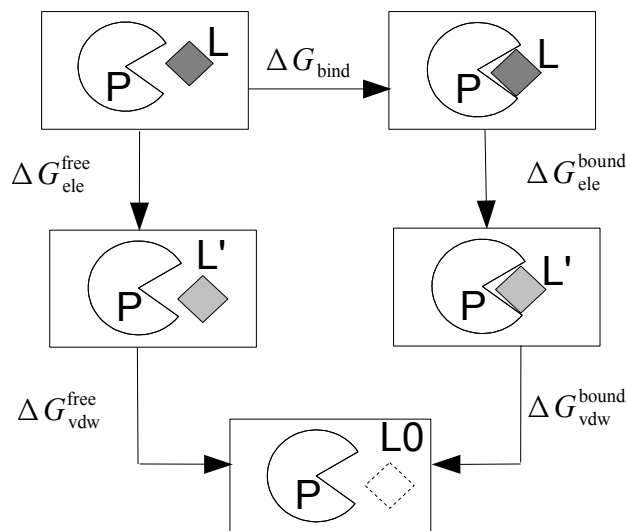 P L
ΔG_bind
P L
ΔG_ele^free
ΔG_ele^bound
P L'
P L'
ΔG_vdw^free
ΔG_vdw^bound
P L0